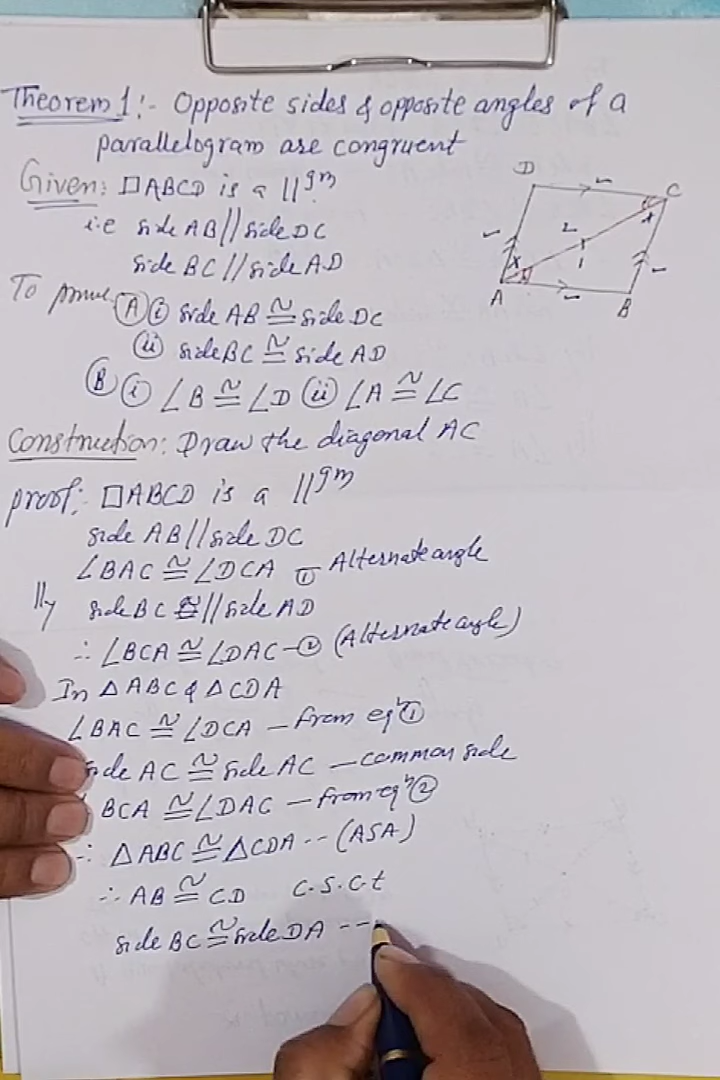 Theorem 1:- Opposite sides & opposite angles of a
parallelogram are congruent
Given: □ABCD is a ||gm
i.e side AB//side DC
side BC//side AD
D
C
A
B
x
x
2
1
To prove (A) (i) side AB ≅ side DC
(ii) side BC ≅ side AD
(B) (i) ∠B ≅ ∠D (ii) ∠A ≅ ∠C
Construction: Draw the diagonal AC
proof:- □ABCD is a ||gm
side AB//side DC
∠BAC ≅ ∠DCA — ① Alternate angle
||ly side BC // side AD
∴ ∠BCA ≅ ∠DAC — ② (Alternate angle)
In △ABC & △CDA
∠BAC ≅ ∠DCA — from eqn ①
side AC ≅ side AC — common side
BCA ≅ ∠DAC — from eqn ②
∴ △ABC ≅ △CDA -- (ASA)
∴ AB ≅ CD C.S.C.t
side BC ≅ side DA --